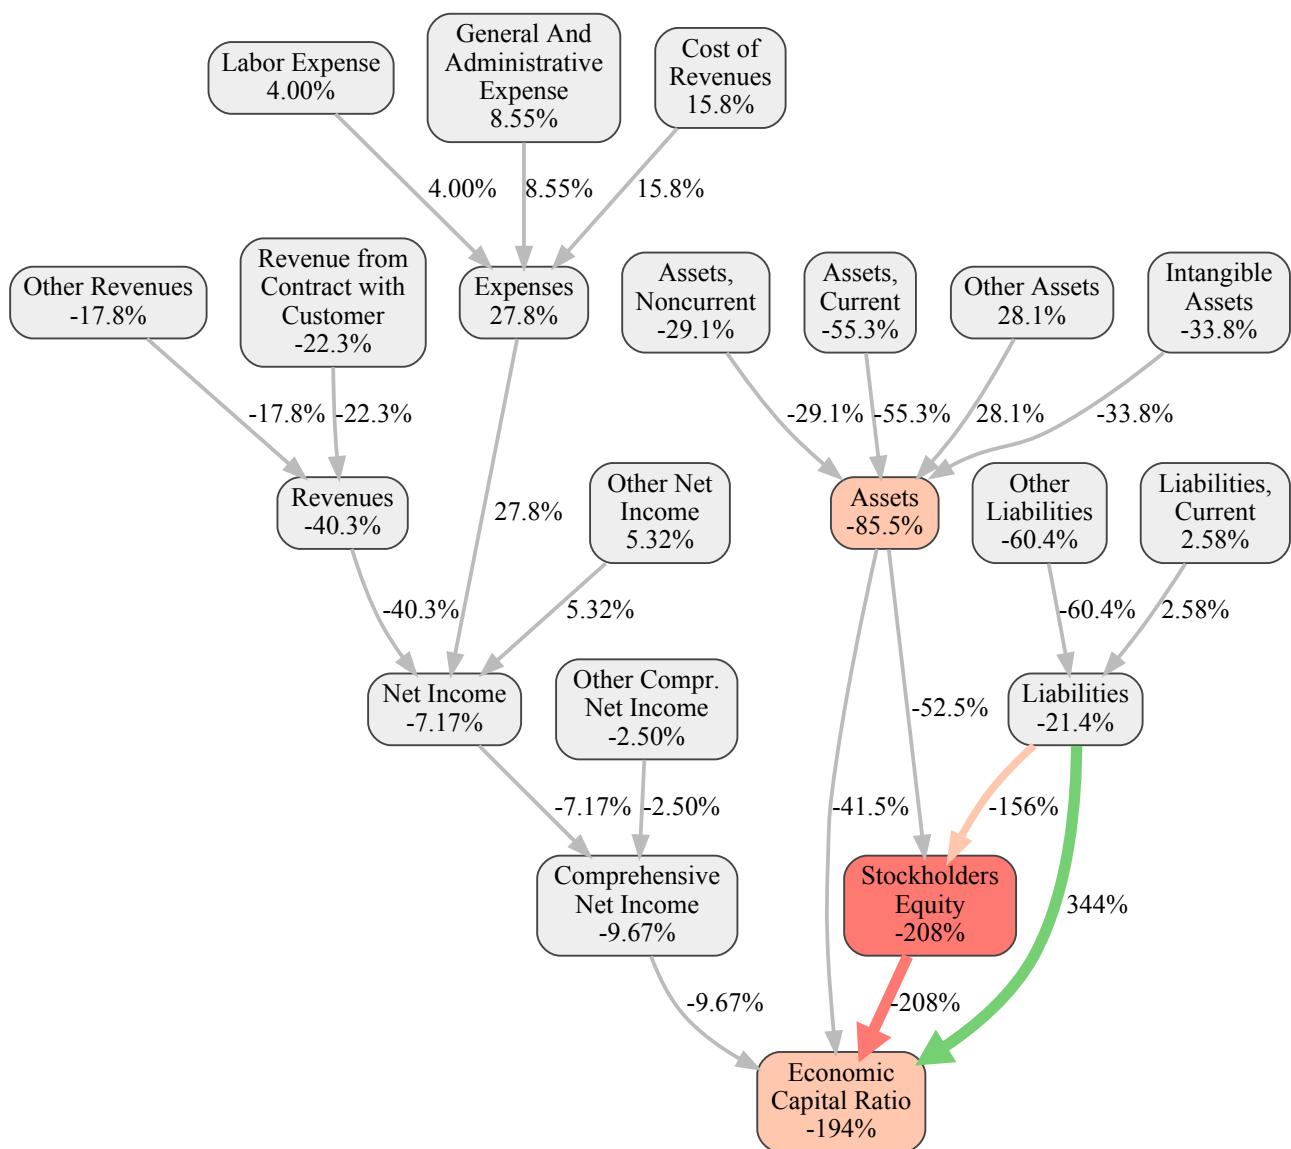 Labor Expense
4.00%
General And
Administrative
Expense
8.55%
Cost of
Revenues
15.8%
4.00%
8.55%
15.8%
Other Revenues
-17.8%
Revenue from
Contract with
Customer
-22.3%
Expenses
27.8%
Assets,
Noncurrent
-29.1%
Assets,
Current
-55.3%
Other Assets
28.1%
Intangible
Assets
-33.8%
-17.8%
-22.3%
-29.1%
-55.3%
28.1%
-33.8%
Revenues
-40.3%
27.8%
Other Net
Income
5.32%
Assets
-85.5%
Other
Liabilities
-60.4%
Liabilities,
Current
2.58%
-40.3%
5.32%
-60.4%
2.58%
Net Income
-7.17%
Other Compr.
Net Income
-2.50%
-52.5%
Liabilities
-21.4%
-7.17%
-2.50%
-41.5%
-156%
Comprehensive
Net Income
-9.67%
Stockholders
Equity
-208%
344%
-9.67%
-208%
Economic
Capital Ratio
-194%